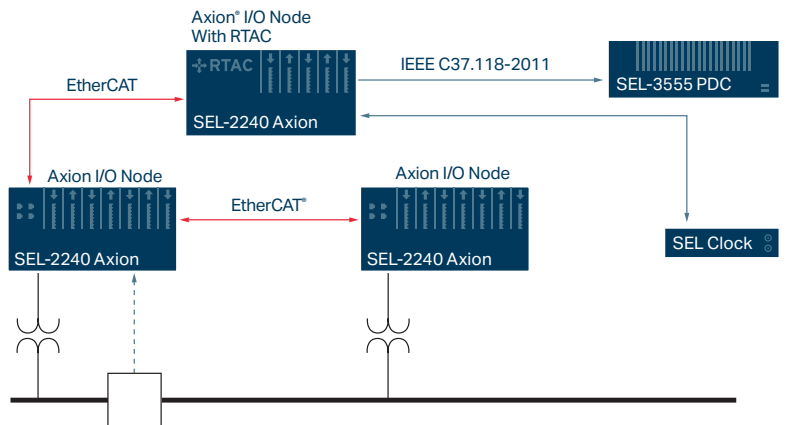 Axion® I/O Node
With RTAC
RTAC
SEL-2240 Axion
EtherCAT
IEEE C37.118-2011
SEL-3555 PDC
Axion I/O Node
SEL-2240 Axion
EtherCAT®
Axion I/O Node
SEL-2240 Axion
SEL Clock